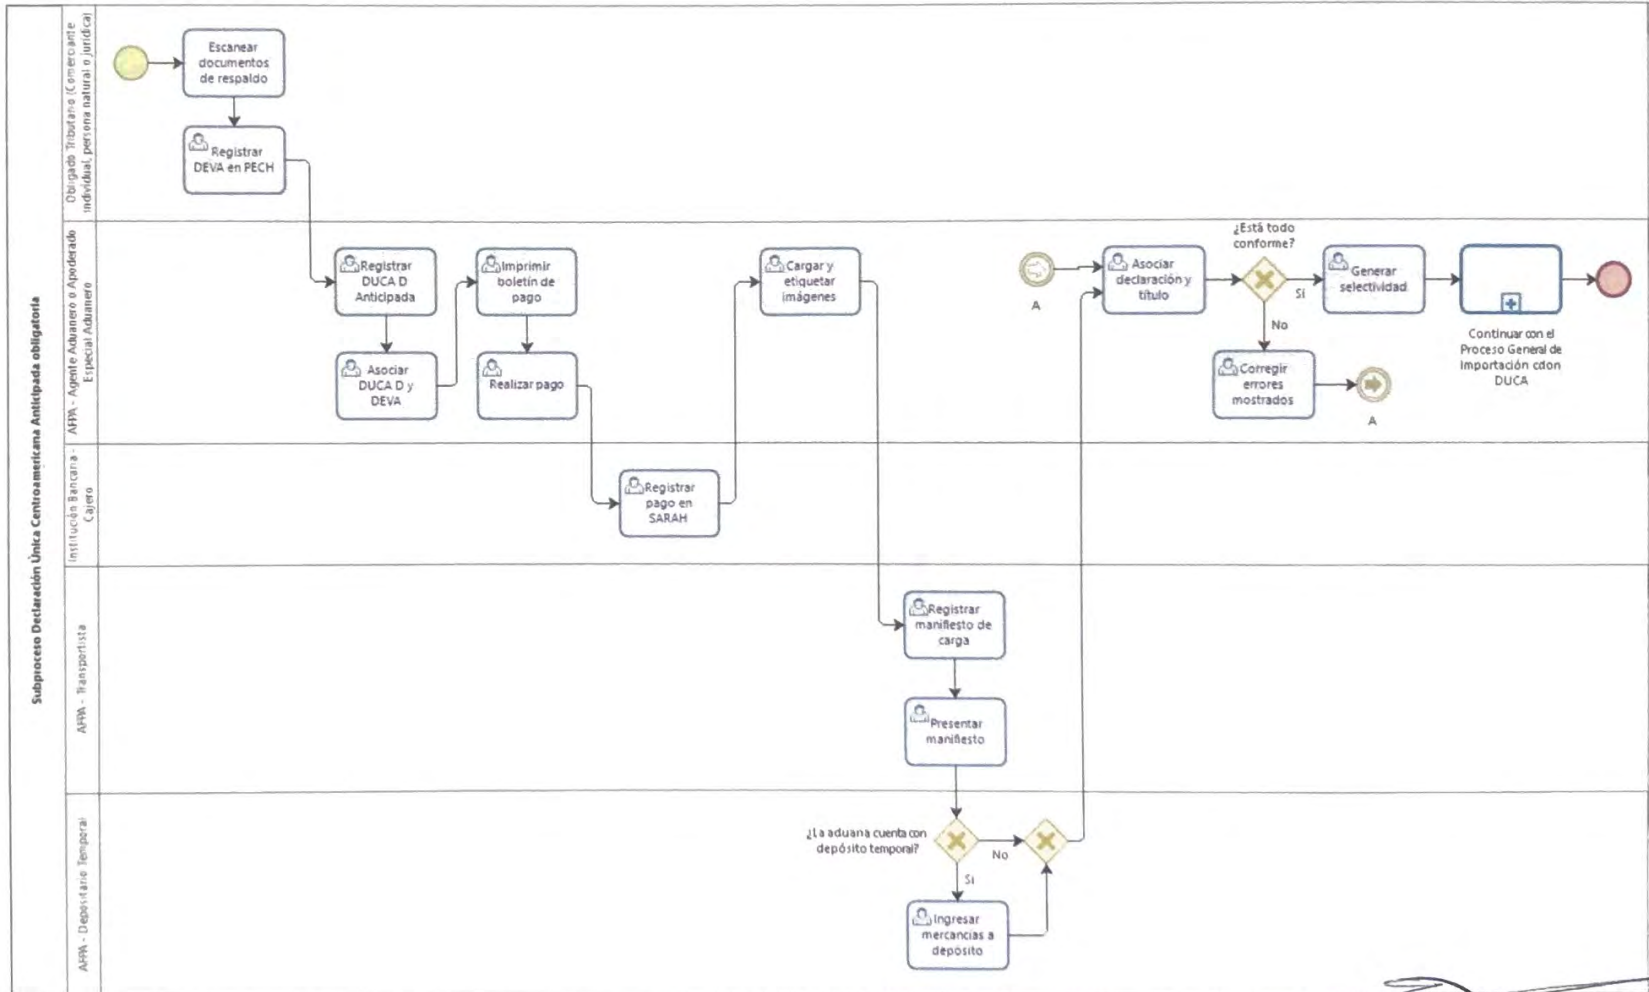 Subproceso Declaración Única Centroamericana Anticipada obligatoria
Obligado Tributario (Comerciante
individual, persona natural o jurídica)
Escanear
documentos
de respaldo
Registrar
DEVA en PECH
AFPA - Agente Aduanero o Apoderado
Especial Aduanero
Registrar
DUCA D
Anticipada
Asociar
DUCA D y
DEVA
Imprimir
boletín de
pago
Realizar pago
Cargar y
etiquetar
imágenes
A
Asociar
declaración y
título
¿Está todo
conforme?
Si
No
Generar
selectividad
Corregir
errores
mostrados
A
Continuar con el
Proceso General de
Importación cdon
DUCA
Institución Bancaria -
Cajero
Registrar
pago en
SARAH
AFPA - Transportista
Registrar
manifiesto de
carga
Presentar
manifiesto
AFPA - Depositario Temporal
¿La aduana cuenta con
depósito temporal?
No
Si
Ingresar
mercancías a
depósito